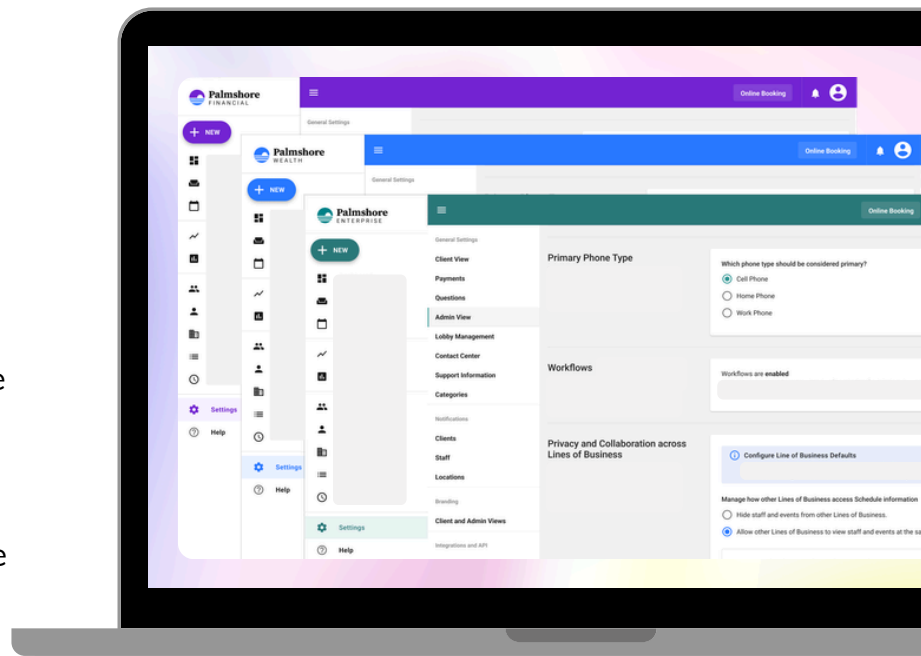 Palmshore
FINANCIAL
Online Booking
NEW
General Settings
Settings
Help
Palmshore
WEALTH
Online Booking
NEW
General Settings
Settings
Help
Palmshore
ENTERPRISE
Online Booking
NEW
Settings
Help
General Settings
Client View
Payments
Questions
Admin View
Lobby Management
Contact Center
Support Information
Categories
Notifications
Clients
Staff
Locations
Branding
Client and Admin Views
Integrations and API
Primary Phone Type
Which phone type should be considered primary?
Cell Phone
Home Phone
Work Phone
Workflows
Workflows are enabled
Privacy and Collaboration across
Lines of Business
Configure Line of Business Defaults
Manage how other Lines of Business access Schedule information
Hide staff and events from other Lines of Business.
Allow other Lines of Business to view staff and events at the sa
e
e